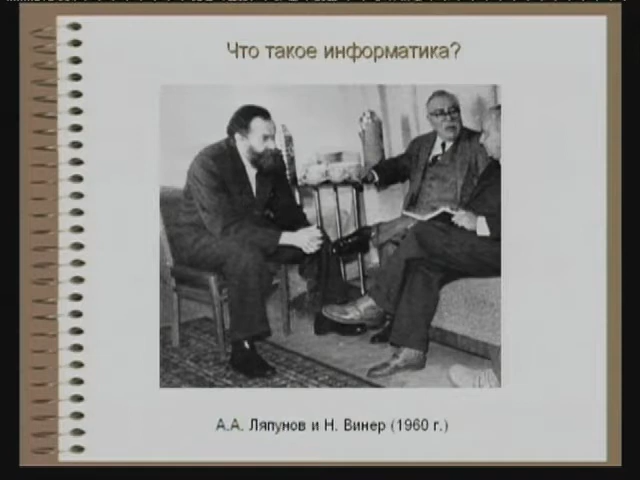 Что такое информатика?
А.А. Ляпунов и Н. Винер (1960 г.)